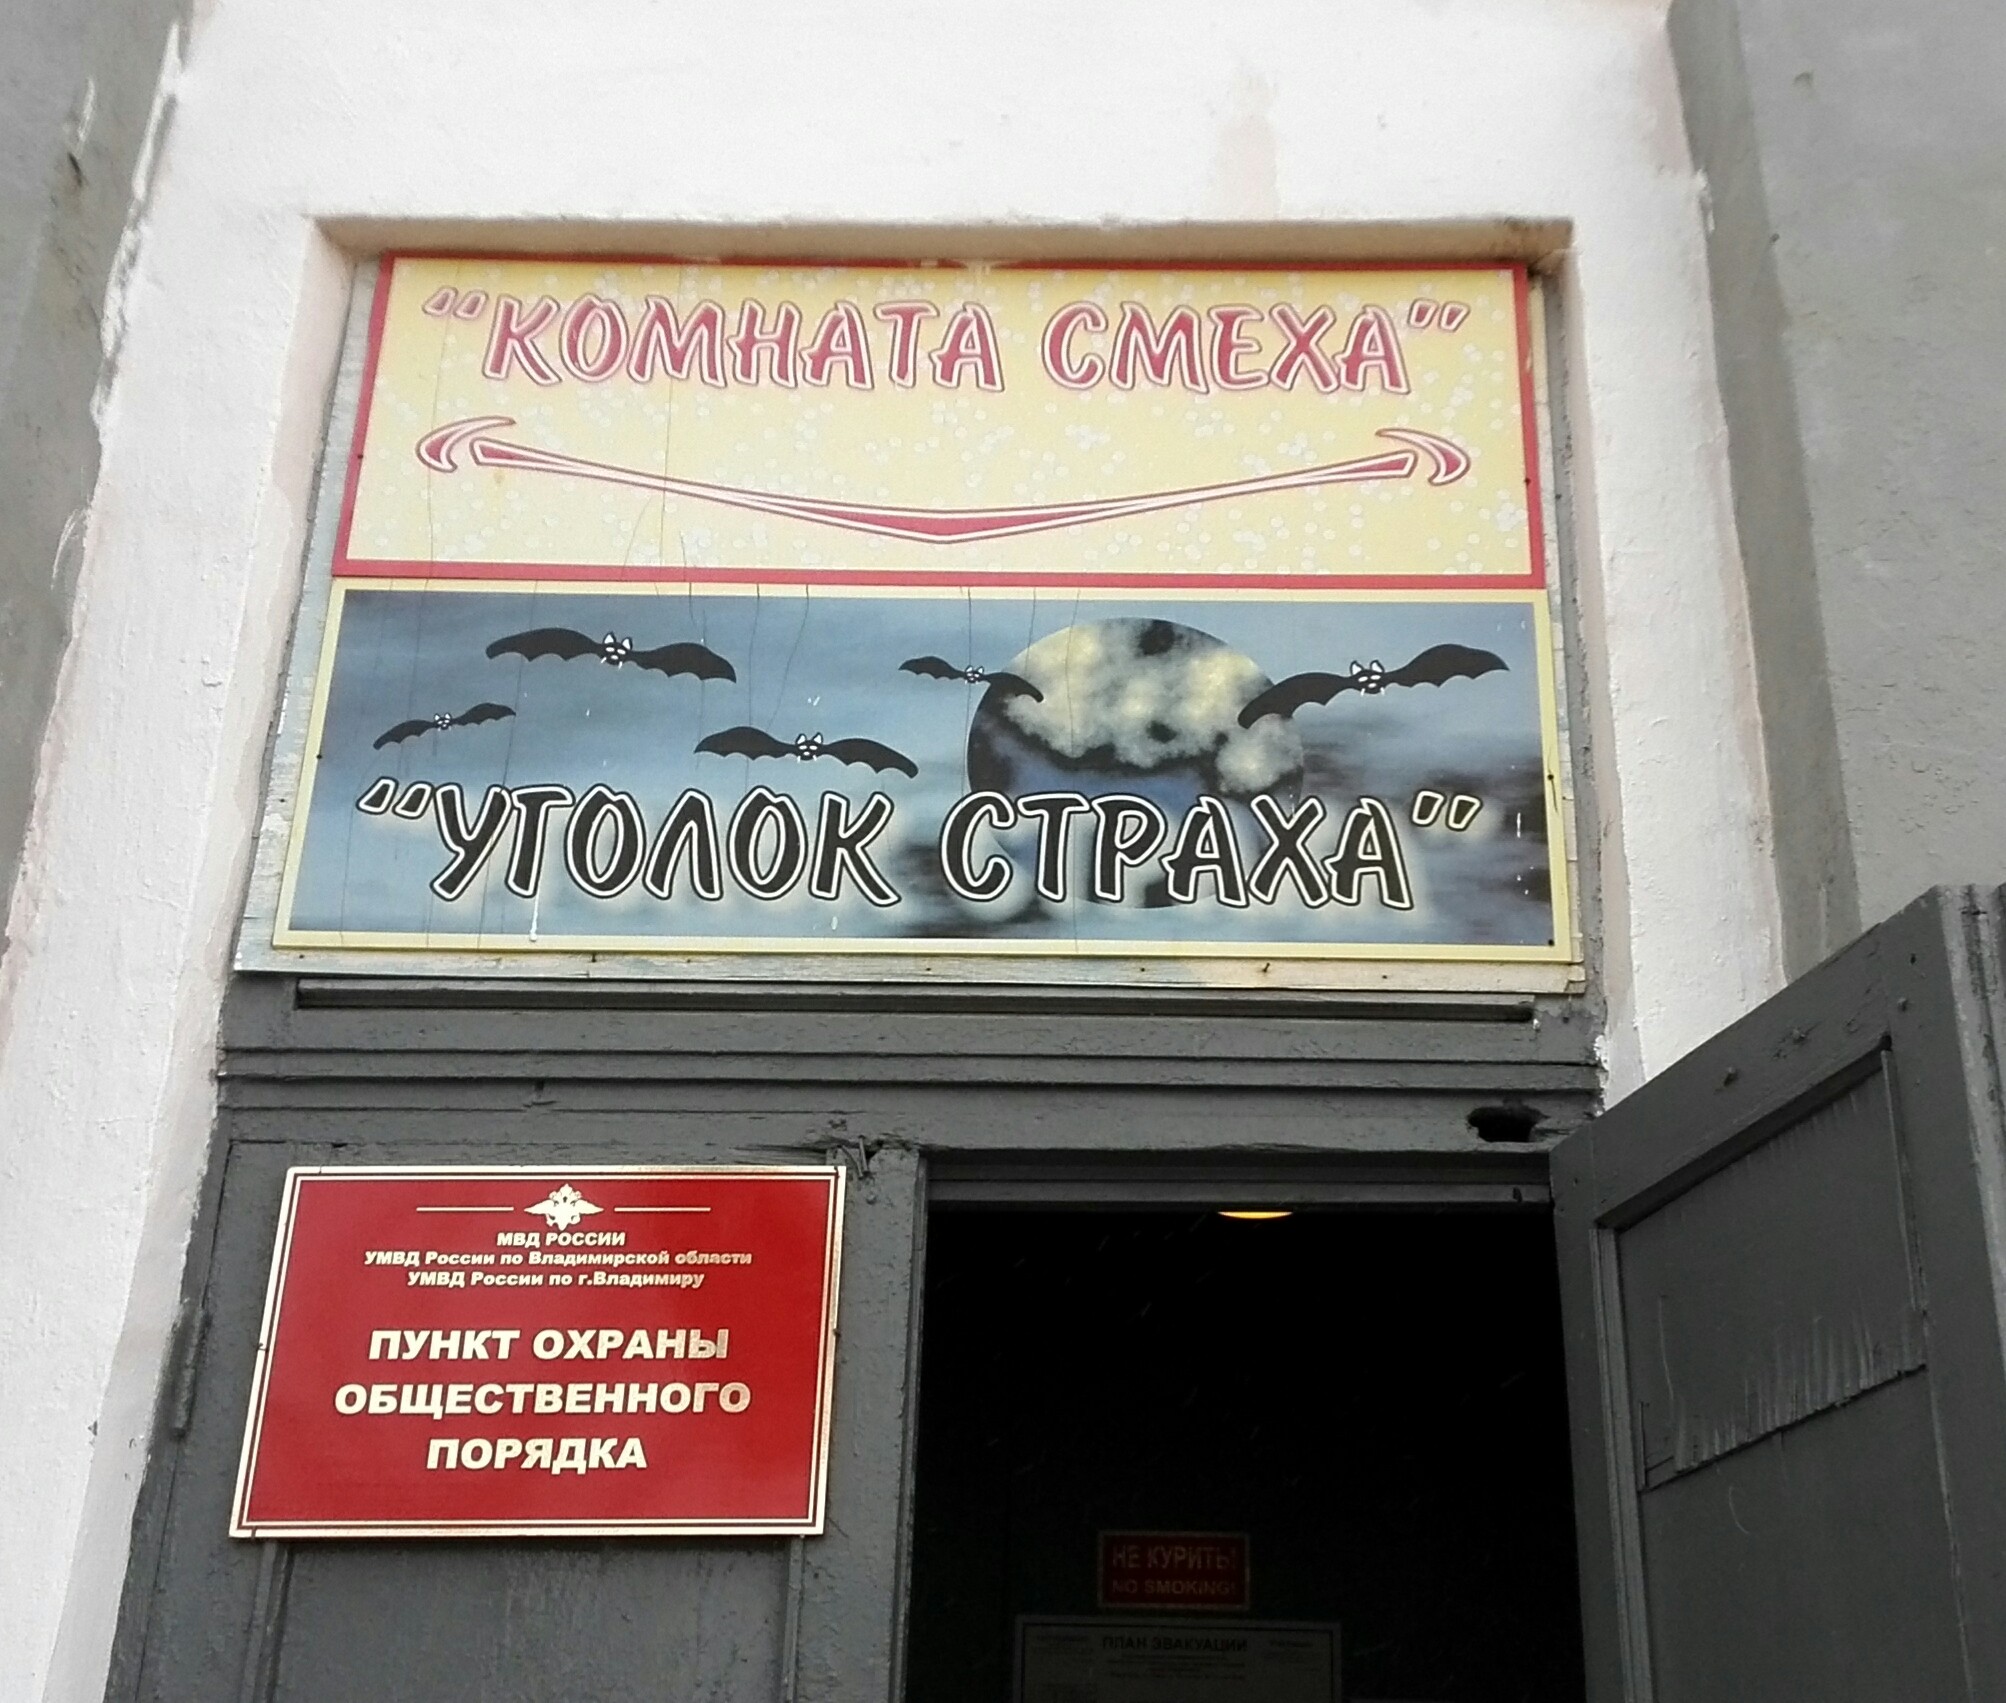 "КОМНАТА СМЕХА"
"УГОЛОК СТРАХА"
МВД РОССИИ
УМВД России по Владимирской области
УМВД России по г.Владимиру
ПУНКТ ОХРАНЫ
ОБЩЕСТВЕННОГО
ПОРЯДКА
НЕ КУРИТЬ!
NO SMOKING!
ПЛАН ЭВАКУАЦИИ